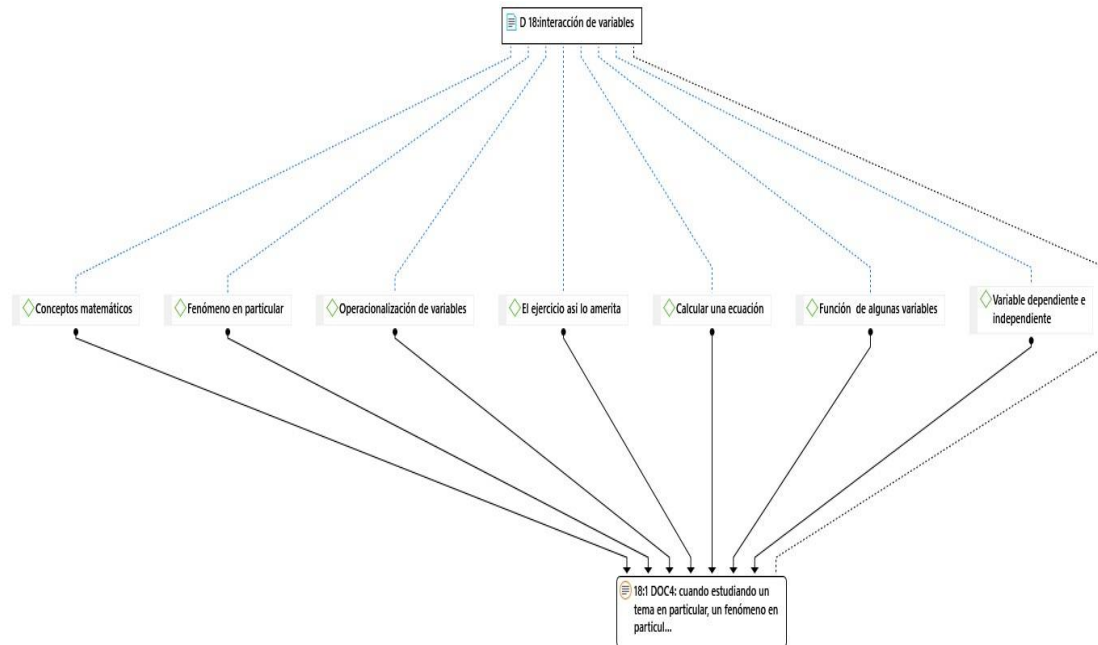 D 18:interacción de variables
Conceptos matemáticos
Fenómeno en particular
Operacionalización de variables
El ejercicio asi lo amerita
Calcular una ecuación
Función de algunas variables
Variable dependiente e
independiente
18:1 DOC4: cuando estudiando un
tema en particular, un fenómeno en
particul...